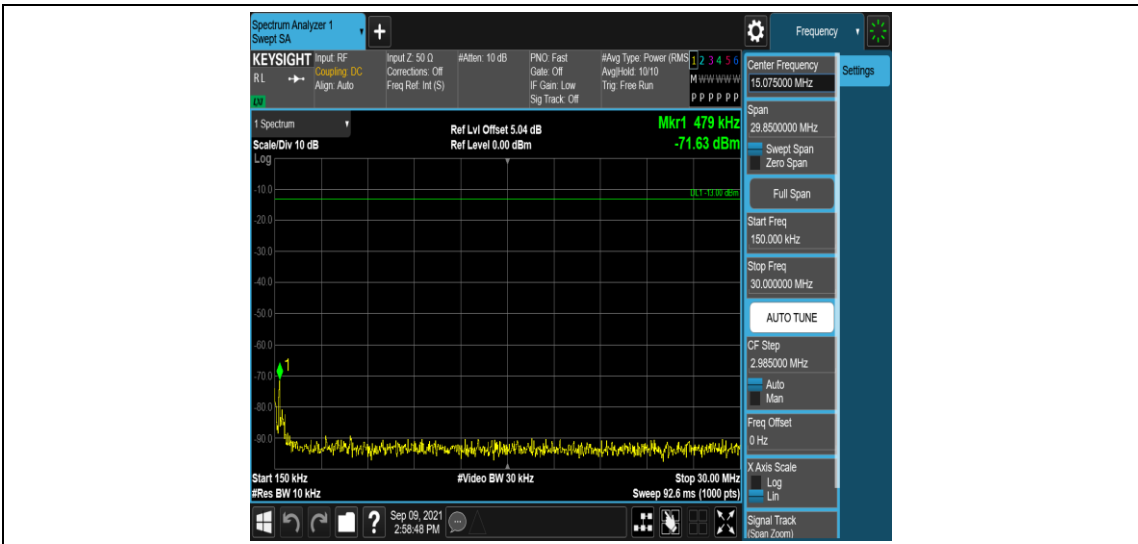 Spectrum Analyzer 1
Swept SA
+
Frequency
KEYSIGHT
RL
LNI
Input: RF
Coupling: DC
Align: Auto
Input Z: 50 Ω
Corrections: Off
Freq Ref: Int (S)
#Atten: 10 dB
PNO: Fast
Gate: Off
IF Gain: Low
Sig Track: Off
#Avg Type: Power (RMS
Avg|Hold: 10/10
Trig: Free Run
1 2 3 4 5 6
M W W W W W
P P P P P P
1 Spectrum
Scale/Div 10 dB
Log
Ref Lvl Offset 5.04 dB
Ref Level 0.00 dBm
Mkr1 479 kHz
-71.63 dBm
DL1 -13.00 dBm
-10.0
-20.0
-30.0
-40.0
-50.0
-60.0
1
-70.0
-80.0
-90.0
Start 150 kHz
#Res BW 10 kHz
#Video BW 30 kHz
Stop 30.00 MHz
Sweep 92.6 ms (1000 pts)
Center Frequency
15.075000 MHz
Settings
Span
29.8500000 MHz
Swept Span
Zero Span
Full Span
Start Freq
150.000 kHz
Stop Freq
30.000000 MHz
AUTO TUNE
CF Step
2.985000 MHz
Auto
Man
Freq Offset
0 Hz
X Axis Scale
Log
Lin
Signal Track
(Span Zoom)
?
Sep 09, 2021
2:58:48 PM